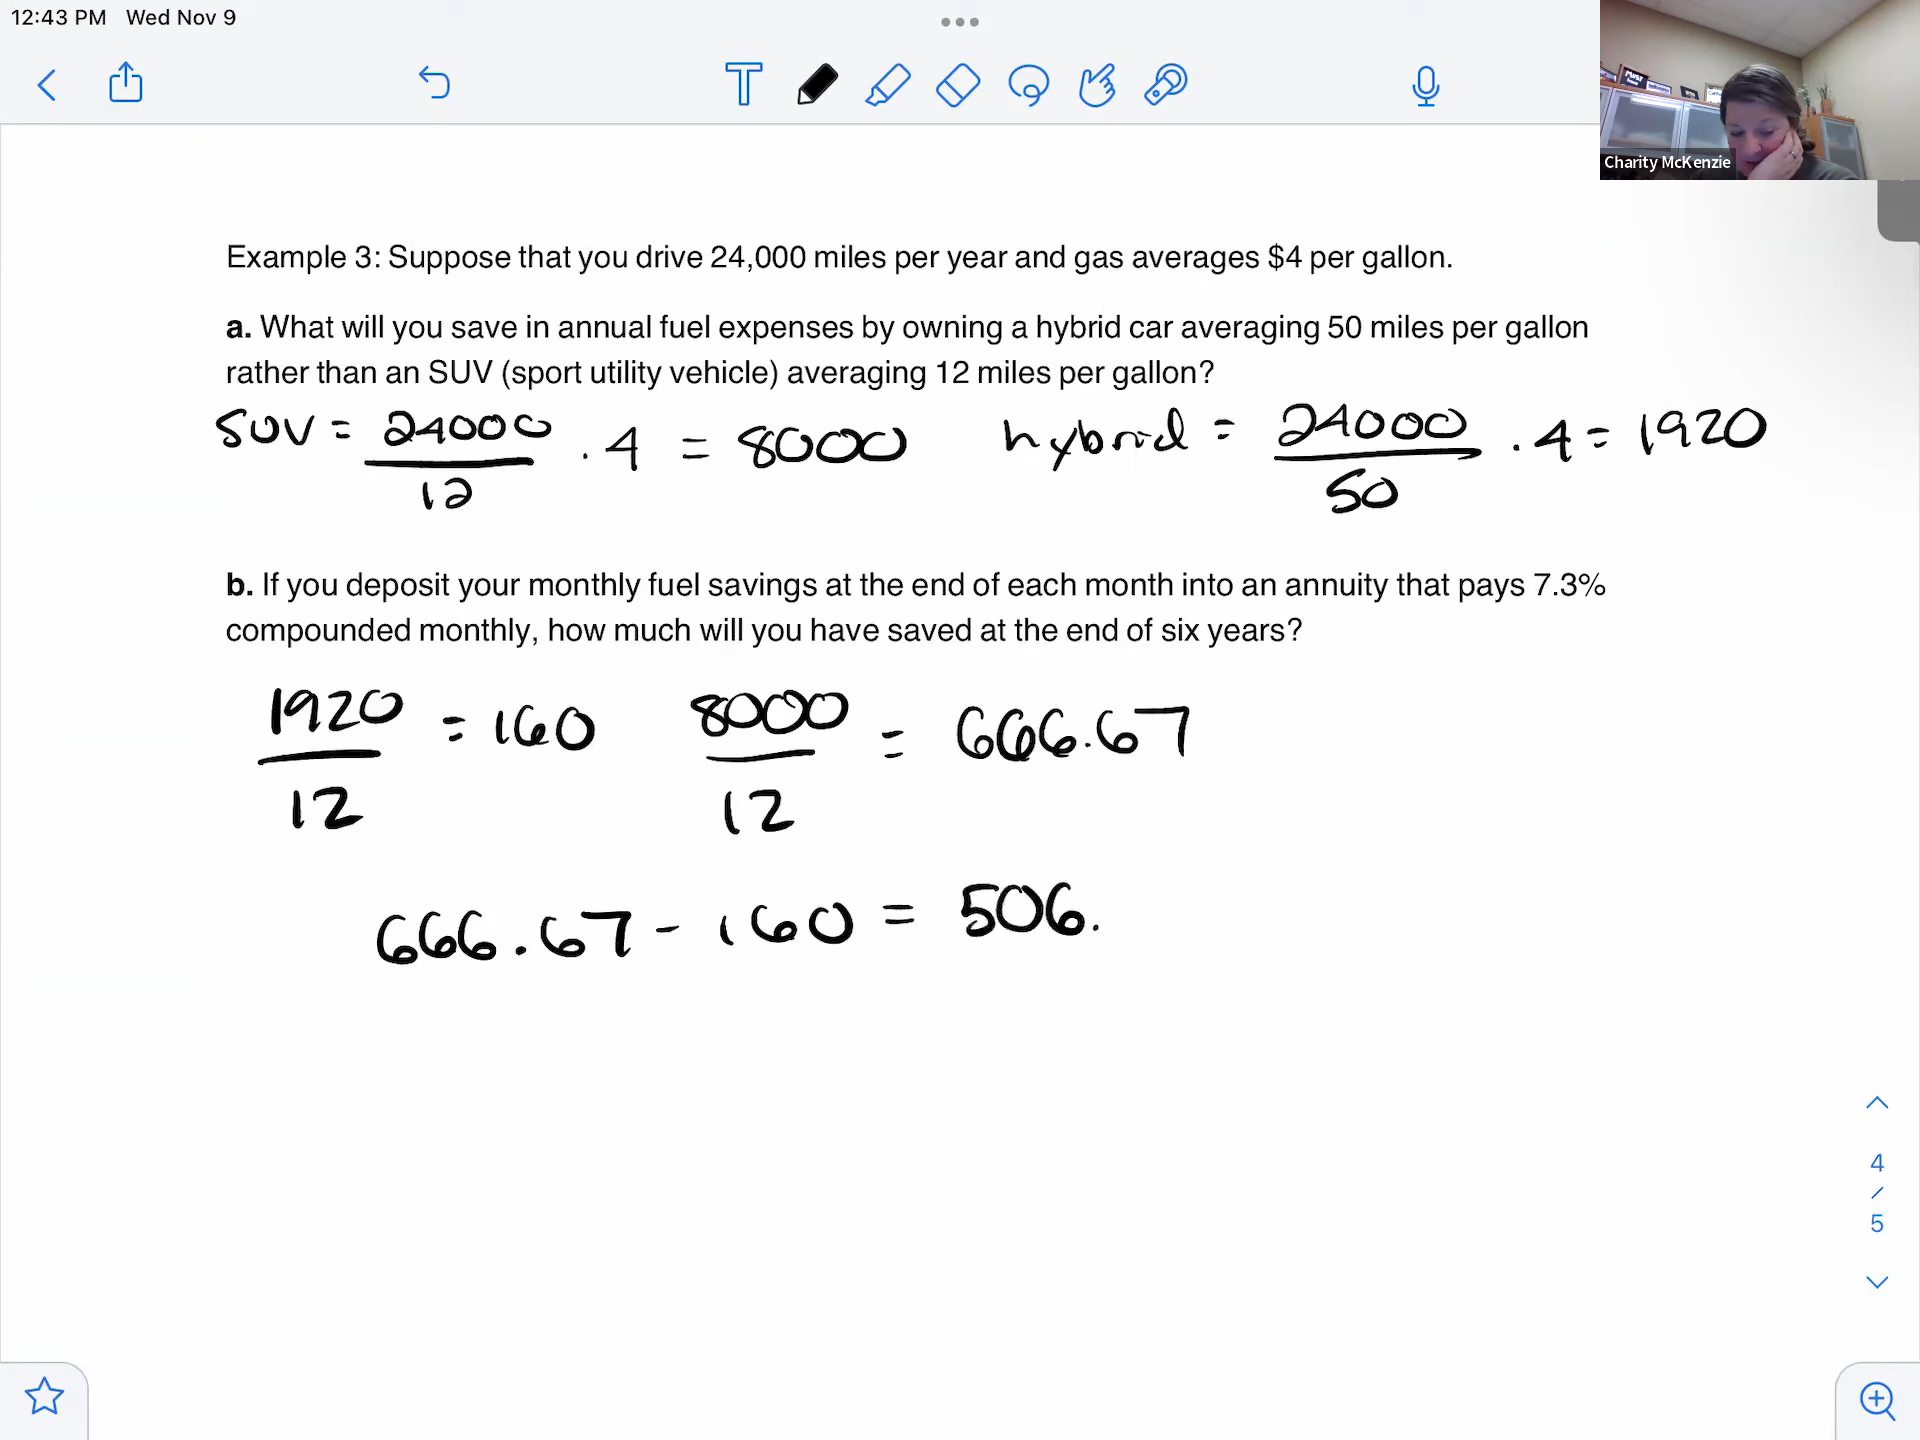 12:43 PM Wed Nov 9
Charity McKenzie
Example 3: Suppose that you drive 24,000 miles per year and gas averages $4 per gallon.
a. What will you save in annual fuel expenses by owning a hybrid car averaging 50 miles per gallon
rather than an SUV (sport utility vehicle) averaging 12 miles per gallon?
SUV = 24000/12 . 4 = 8000 hybrid = 24000/50 . 4 = 1920
b. If you deposit your monthly fuel savings at the end of each month into an annuity that pays 7.3%
compounded monthly, how much will you have saved at the end of six years?
1920/12 = 160 8000/12 = 666.67
666.67 - 160 = 506.
4
/
5